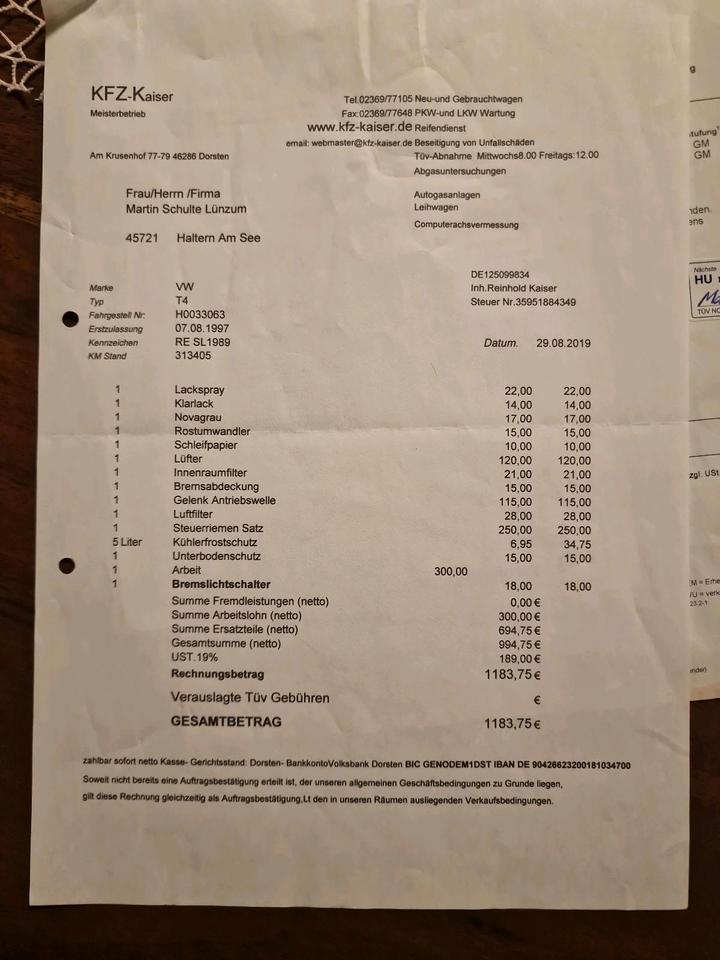 KFZ-Kaiser
Meisterbetrieb
Tel.02369/77105 Neu-und Gebrauchtwagen
Fax:02369/77648 PKW-und LKW Wartung
www.kfz-kaiser.de Reifendienst
email: webmaster@kfz-kaiser.de Beseitigung von Unfallschäden
Am Krusenhof 77-79 46286 Dorsten
Tüv-Abnahme Mittwochs8.00 Freitags:12.00
Abgasuntersuchungen
Frau/Herrn /Firma
Autogasanlagen
Martin Schulte Lünzum
Leihwagen
Computerachsvermessung
45721 Haltern Am See
DE125099834
Marke VW
Inh.Reinhold Kaiser
Typ T4
Steuer Nr.35951884349
Fahrgestell Nr: H0033063
Erstzulassung 07.08.1997
Kennzeichen RE SL1989
Datum. 29.08.2019
KM Stand 313405
1 Lackspray 22,00 22,00
1 Klarlack 14,00 14,00
1 Novagrau 17,00 17,00
1 Rostumwandler 15,00 15,00
1 Schleifpapier 10,00 10,00
1 Lüfter 120,00 120,00
1 Innenraumfilter 21,00 21,00
1 Bremsabdeckung 15,00 15,00
1 Gelenk Antriebswelle 115,00 115,00
1 Luftfilter 28,00 28,00
1 Steuerriemen Satz 250,00 250,00
5 Liter Kühlerfrostschutz 6,95 34,75
1 Unterbodenschutz 15,00 15,00
1 Arbeit 300,00
1 Bremslichtschalter 18,00 18,00
Summe Fremdleistungen (netto) 0,00 €
Summe Arbeitslohn (netto) 300,00 €
Summe Ersatzteile (netto) 694,75 €
Gesamtsumme (netto) 994,75 €
UST.19% 189,00 €
Rechnungsbetrag 1183,75 €
Verauslagte Tüv Gebühren €
GESAMTBETRAG 1183,75 €
zahlbar sofort netto Kasse- Gerichtsstand: Dorsten- BankkontoVolksbank Dorsten BIC GENODEM1DST IBAN DE 90426623200181034700
Soweit nicht bereits eine Auftragsbestätigung erteilt ist, der unseren allgemeinen Geschäftsbedingungen zu Grunde liegen,
gilt diese Rechnung gleichzeitig als Auftragsbestätigung,Lt den in unseren Räumen ausliegenden Verkaufsbedingungen.
GM
GM
Nächste
HU
TÜV NO
zgl. USt
23.2-1